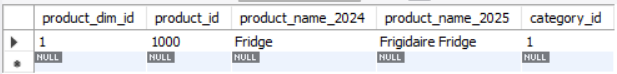 product_dim_id product_id product_name_2024 product_name_2025 category_id
1 1000 Fridge Frigidaire Fridge 1
NULL NULL NULL NULL NULL